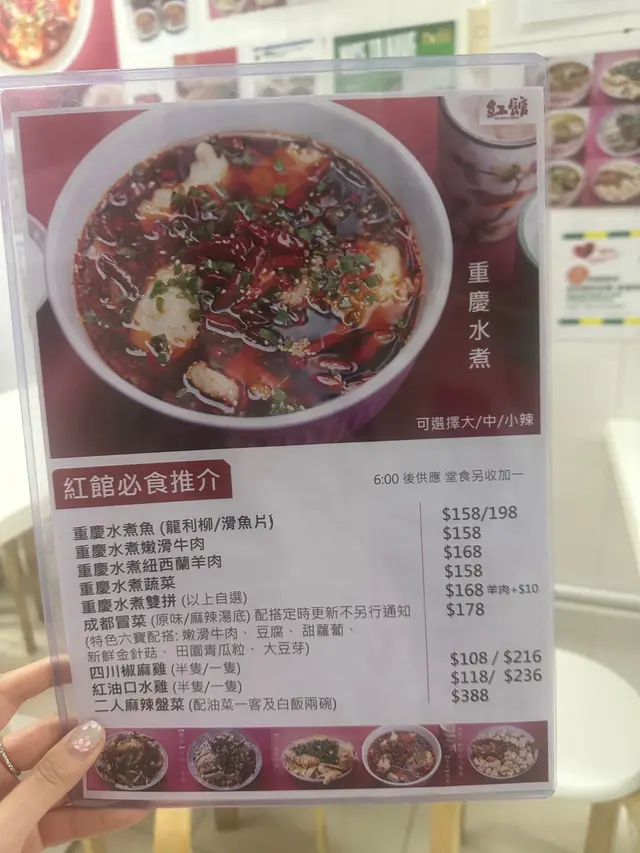 紅館
重慶水煮
可選擇大/中/小辣
紅館必食推介
6:00 後供應 堂食另收加一
重慶水煮魚 (龍利柳/滑魚片) $158/198
重慶水煮嫩滑牛肉 $158
重慶水煮紐西蘭羊肉 $168
重慶水煮蔬菜 $158
重慶水煮雙拼 (以上自選) $168 羊肉+$10
成都冒菜 (原味/麻辣湯底) 配搭定時更新不另行通知 $178
(特色六寶配搭: 嫩滑牛肉、豆腐、甜蘿蔔、
新鮮金針菇、田園青瓜粒、大豆芽)
四川椒麻雞 (半隻/一隻) $108 / $216
紅油口水雞 (半隻/一隻) $118/ $236
二人麻辣盤菜 (配油菜一客及白飯兩碗) $388